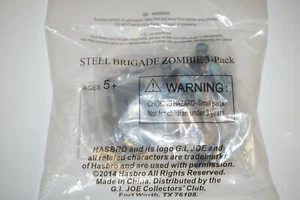 STEEL BRIGADE ZOMBIE 3-Pack
AGES 5+
WARNING:
CHOKING HAZARD-Small parts.
Not for children under 3 years.
HASBRO and its logo G.I. JOE and
all related characters are trademarks
of Hasbro and are used with permission.
©2014 Hasbro All Rights Reserved.
Made in China. Distributed by the
G.I. JOE Collectors' Club,
Fort Worth, TX 76108.